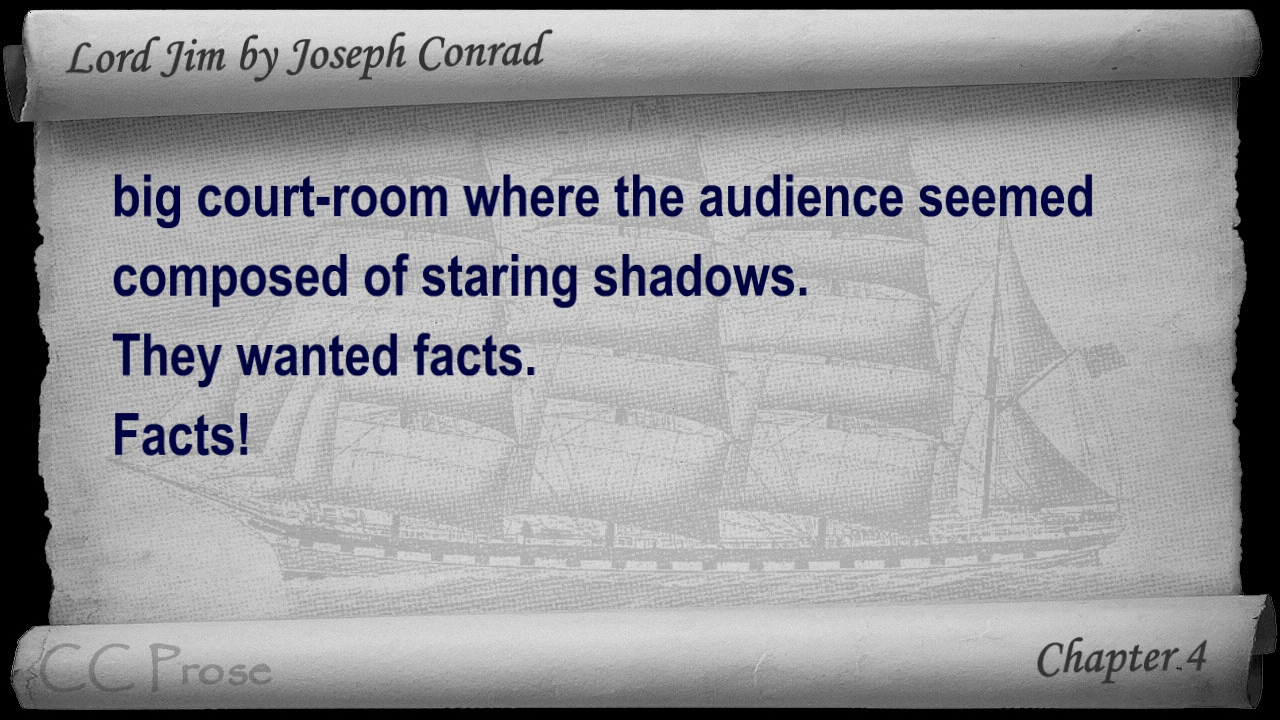 Lord Jim by Joseph Conrad
big court-room where the audience seemed
composed of staring shadows.
They wanted facts.
Facts!
CC Prose
Chapter 4